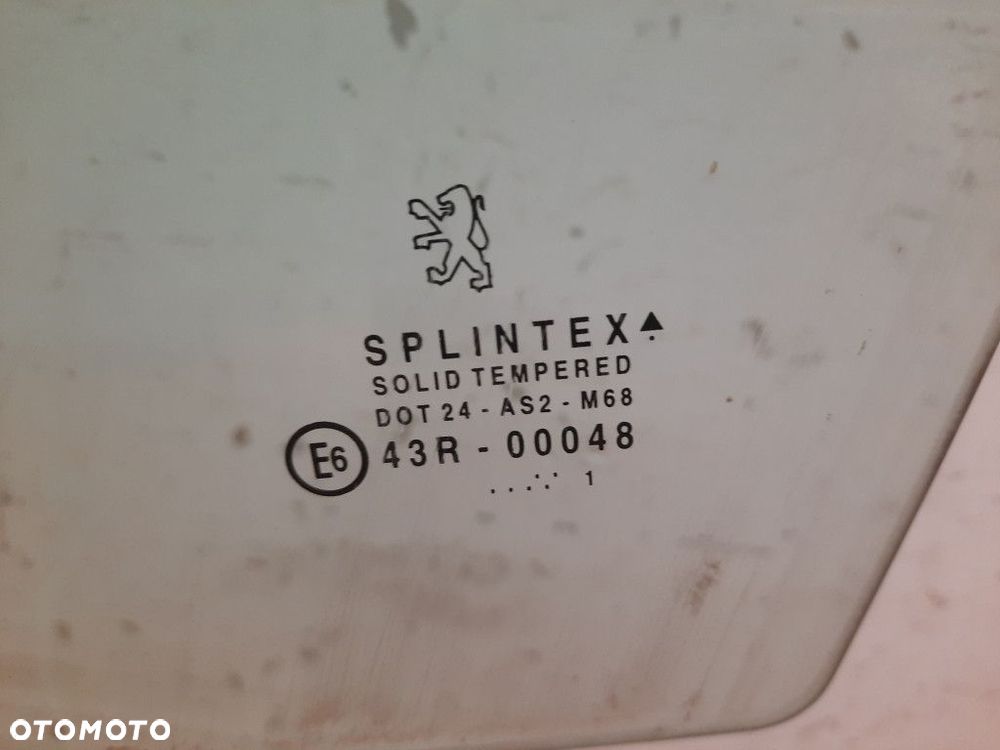 SPLINTEX
SOLID TEMPERED
DOT 24 - AS2 - M68
E6 43R - 00048
...∵ 1
OTOMOTO